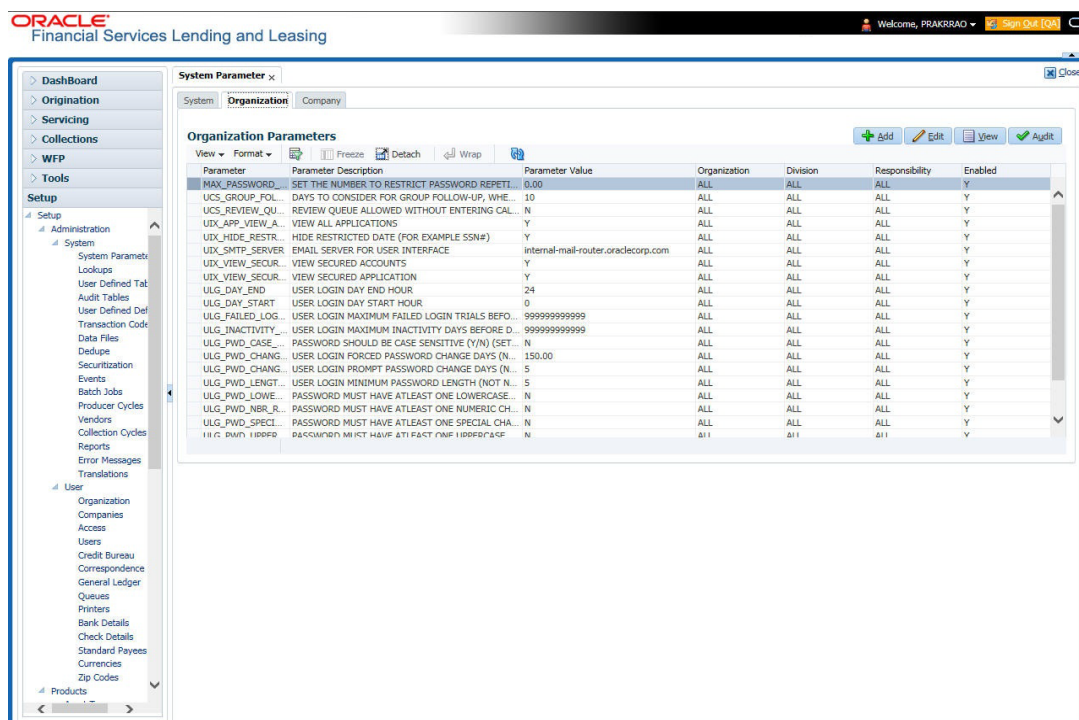 ORACLE
Financial Services Lending and Leasing
Welcome, PRAKRRAO
Sign Out [QA]
DashBoard
Origination
Servicing
Collections
WFP
Tools
Setup
Setup
Administration
System
System Paramete
Lookups
User Defined Tab
Audit Tables
User Defined Def
Transaction Code
Data Files
Dedupe
Securitization
Events
Batch Jobs
Producer Cycles
Vendors
Collection Cycles
Reports
Error Messages
Translations
User
Organization
Companies
Access
Users
Credit Bureau
Correspondence
General Ledger
Queues
Printers
Bank Details
Check Details
Standard Payees
Currencies
Zip Codes
Products
System Parameter x
Close
System Organization Company
Organization Parameters
Add Edit View Audit
View Format Freeze Detach Wrap
Parameter Parameter Description Parameter Value Organization Division Responsibility Enabled
MAX_PASSWORD_... SET THE NUMBER TO RESTRICT PASSWORD REPETI... 0.00 ALL ALL ALL Y
UCS_GROUP_FOL... DAYS TO CONSIDER FOR GROUP FOLLOW-UP, WHE... 10 ALL ALL ALL Y
UCS_REVIEW_QU... REVIEW QUEUE ALLOWED WITHOUT ENTERING CAL... N ALL ALL ALL Y
UIX_APP_VIEW_A... VIEW ALL APPLICATIONS Y ALL ALL ALL Y
UIX_HIDE_RESTR... HIDE RESTRICTED DATE (FOR EXAMPLE SSN#) Y ALL ALL ALL Y
UIX_SMTP_SERVER EMAIL SERVER FOR USER INTERFACE internal-mail-router.oraclecorp.com ALL ALL ALL Y
UIX_VIEW_SECUR... VIEW SECURED ACCOUNTS Y ALL ALL ALL Y
UIX_VIEW_SECUR... VIEW SECURED APPLICATION Y ALL ALL ALL Y
ULG_DAY_END USER LOGIN DAY END HOUR 24 ALL ALL ALL Y
ULG_DAY_START USER LOGIN DAY START HOUR 0 ALL ALL ALL Y
ULG_FAILED_LOG... USER LOGIN MAXIMUM FAILED LOGIN TRIALS BEFO... 999999999999 ALL ALL ALL Y
ULG_INACTIVITY_... USER LOGIN MAXIMUM INACTIVITY DAYS BEFORE D... 999999999999 ALL ALL ALL Y
ULG_PWD_CASE_... PASSWORD SHOULD BE CASE SENSITIVE (Y/N) (SET... N ALL ALL ALL Y
ULG_PWD_CHANG... USER LOGIN FORCED PASSWORD CHANGE DAYS (N... 150.00 ALL ALL ALL Y
ULG_PWD_CHANG... USER LOGIN PROMPT PASSWORD CHANGE DAYS (N... 5 ALL ALL ALL Y
ULG_PWD_LENGT... USER LOGIN MINIMUM PASSWORD LENGTH (NOT N... 5 ALL ALL ALL Y
ULG_PWD_LOWE... PASSWORD MUST HAVE ATLEAST ONE LOWERCASE... N ALL ALL ALL Y
ULG_PWD_NBR_R... PASSWORD MUST HAVE ATLEAST ONE NUMERIC CH... N ALL ALL ALL Y
ULG_PWD_SPECI... PASSWORD MUST HAVE ATLEAST ONE SPECIAL CHA... N ALL ALL ALL Y
ULG_PWD_UPPER... PASSWORD MUST HAVE ATLEAST ONE UPPERCASE... N ALL ALL ALL Y